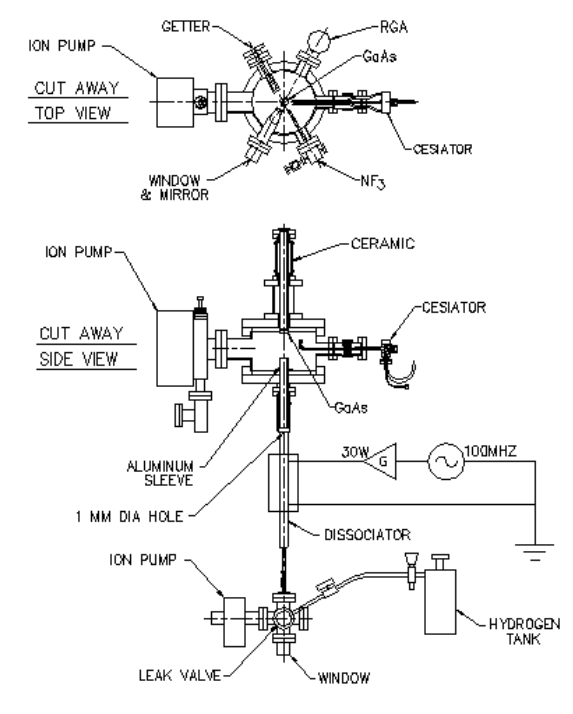 GETTER
RGA
ION PUMP
GaAs
CUT AWAY
TOP VIEW
CESIATOR
WINDOW
& MIRROR
NF3
CERAMIC
ION PUMP
CESIATOR
CUT AWAY
SIDE VIEW
GaAs
ALUMINUM
SLEEVE
30W
G
100MHZ
1 MM DIA HOLE
DISSOCIATOR
ION PUMP
HYDROGEN
TANK
LEAK VALVE
WINDOW